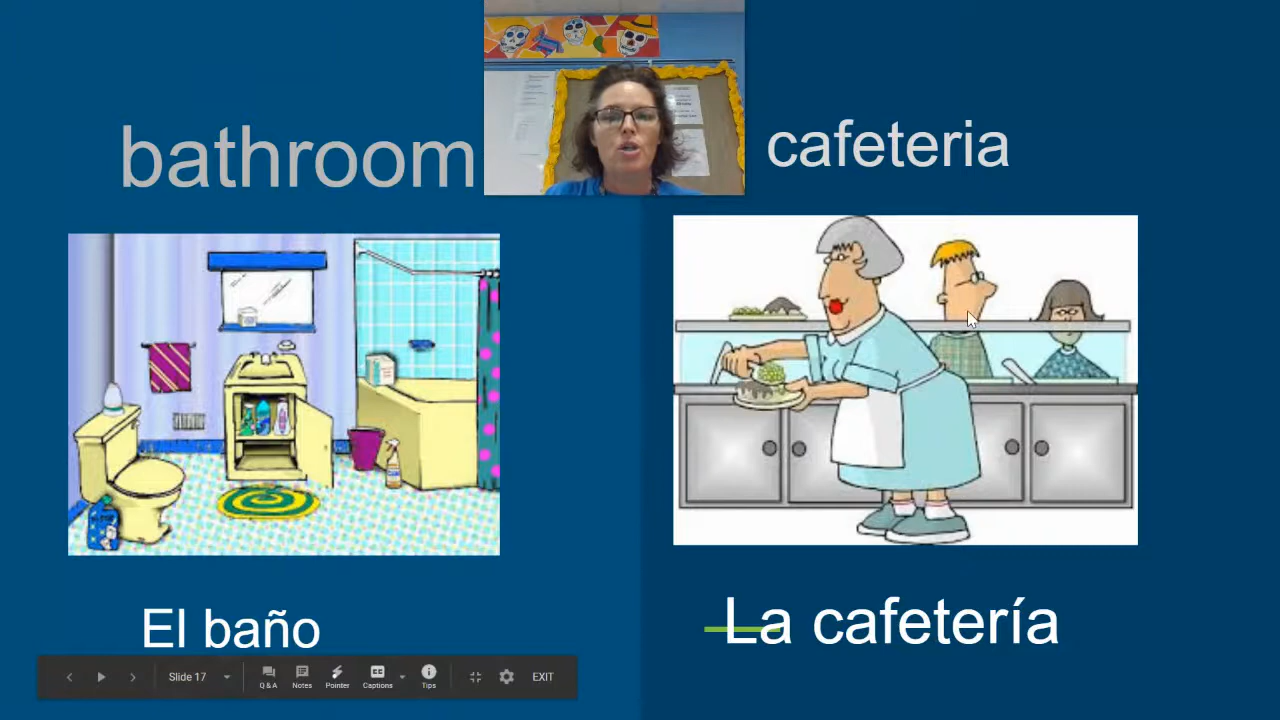 bathroom
cafeteria
El baño
La cafetería
Slide 17
Q&A
Notes
Pointer
Captions
Tips
EXIT